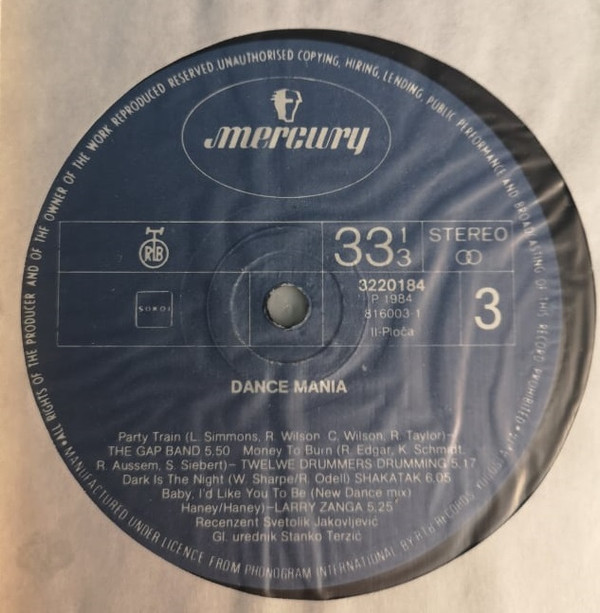 ALL RIGHTS OF THE PRODUCER AND OF THE OWNER OF THE WORK REPRODUCED RESERVED UNAUTHORISED COPYING, HIRING, LENDING, PUBLIC PERFORMANCE AND BROADCASTING OF THIS RECORD PROHIBITED
mercury
RTB
33 1/3
STEREO
SOKOJ
3220184
P 1984
816003-1
II-Ploča
3
DANCE MANIA
Party Train (L. Simmons, R. Wilson C. Wilson, R. Taylor)–
THE GAP BAND 5.50 Money To Burn (R. Edgar, K. Schmidt,
R. Aussem, S. Siebert)– TWELWE DRUMMERS DRUMMING 5.17
Dark Is The Night (W. Sharpe/R. Odell) SHAKATAK 6.05
Baby, I'd Like You To Be (New Dance mix)
Haney/Haney)–LARRY ZANGA 5.25
Recenzent Svetolik Jakovljević
Gl. urednik Stanko Terzić
MANUFACTURED UNDER LICENCE FROM PHONOGRAM INTERNATIONAL B.V. RTB RECORDS